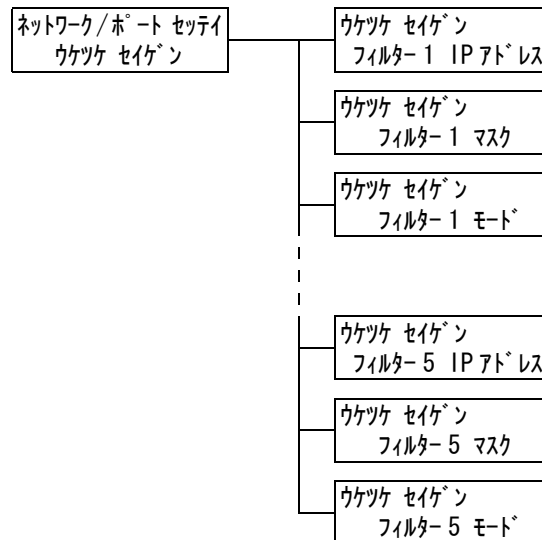 ネットワーク/ポート セッテイ
ウケツケ セイゲン
ウケツケ セイゲン
フィルター1 IPアドレス
ウケツケ セイゲン
フィルター1 マスク
ウケツケ セイゲン
フィルター1 モード
ウケツケ セイゲン
フィルター5 IPアドレス
ウケツケ セイゲン
フィルター5 マスク
ウケツケ セイゲン
フィルター5 モード